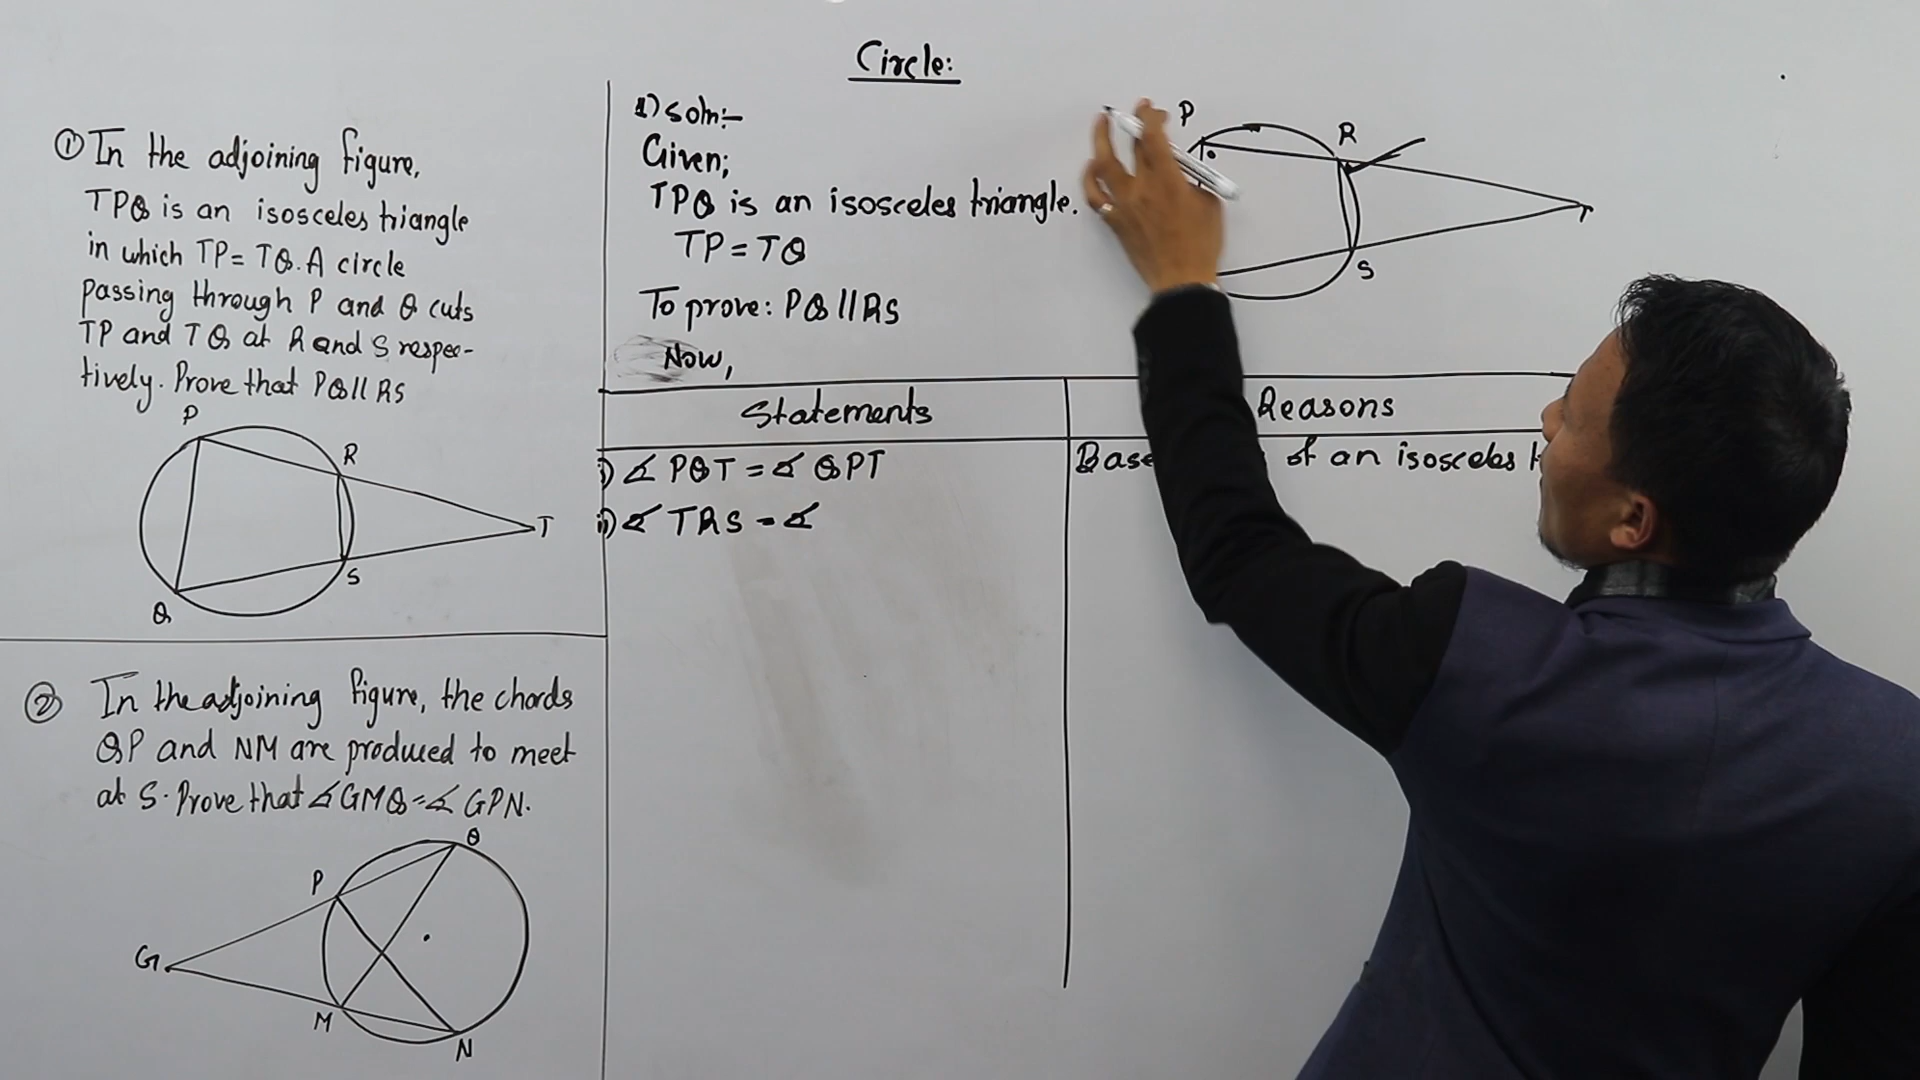 Circle:
① In the adjoining figure,
TPQ is an isosceles triangle
in which TP = TQ. A circle
passing through P and Q cuts
TP and TQ at R and S respec-
tively. Prove that PQ || RS
P
R
T
S
Q
② In the adjoining figure, the chords
QP and NM are produced to meet
at S. Prove that ∡GMQ = ∡GPN.
Q
P
G
M
N
1) soln:-
Given;
TPQ is an isosceles triangle.
TP = TQ
To prove: PQ || RS
Now,
P
R
T
S
Statements
Reasons
i) ∡ PQT = ∡ QPT
Base of an isosceles
ii) ∡ TRS = ∡